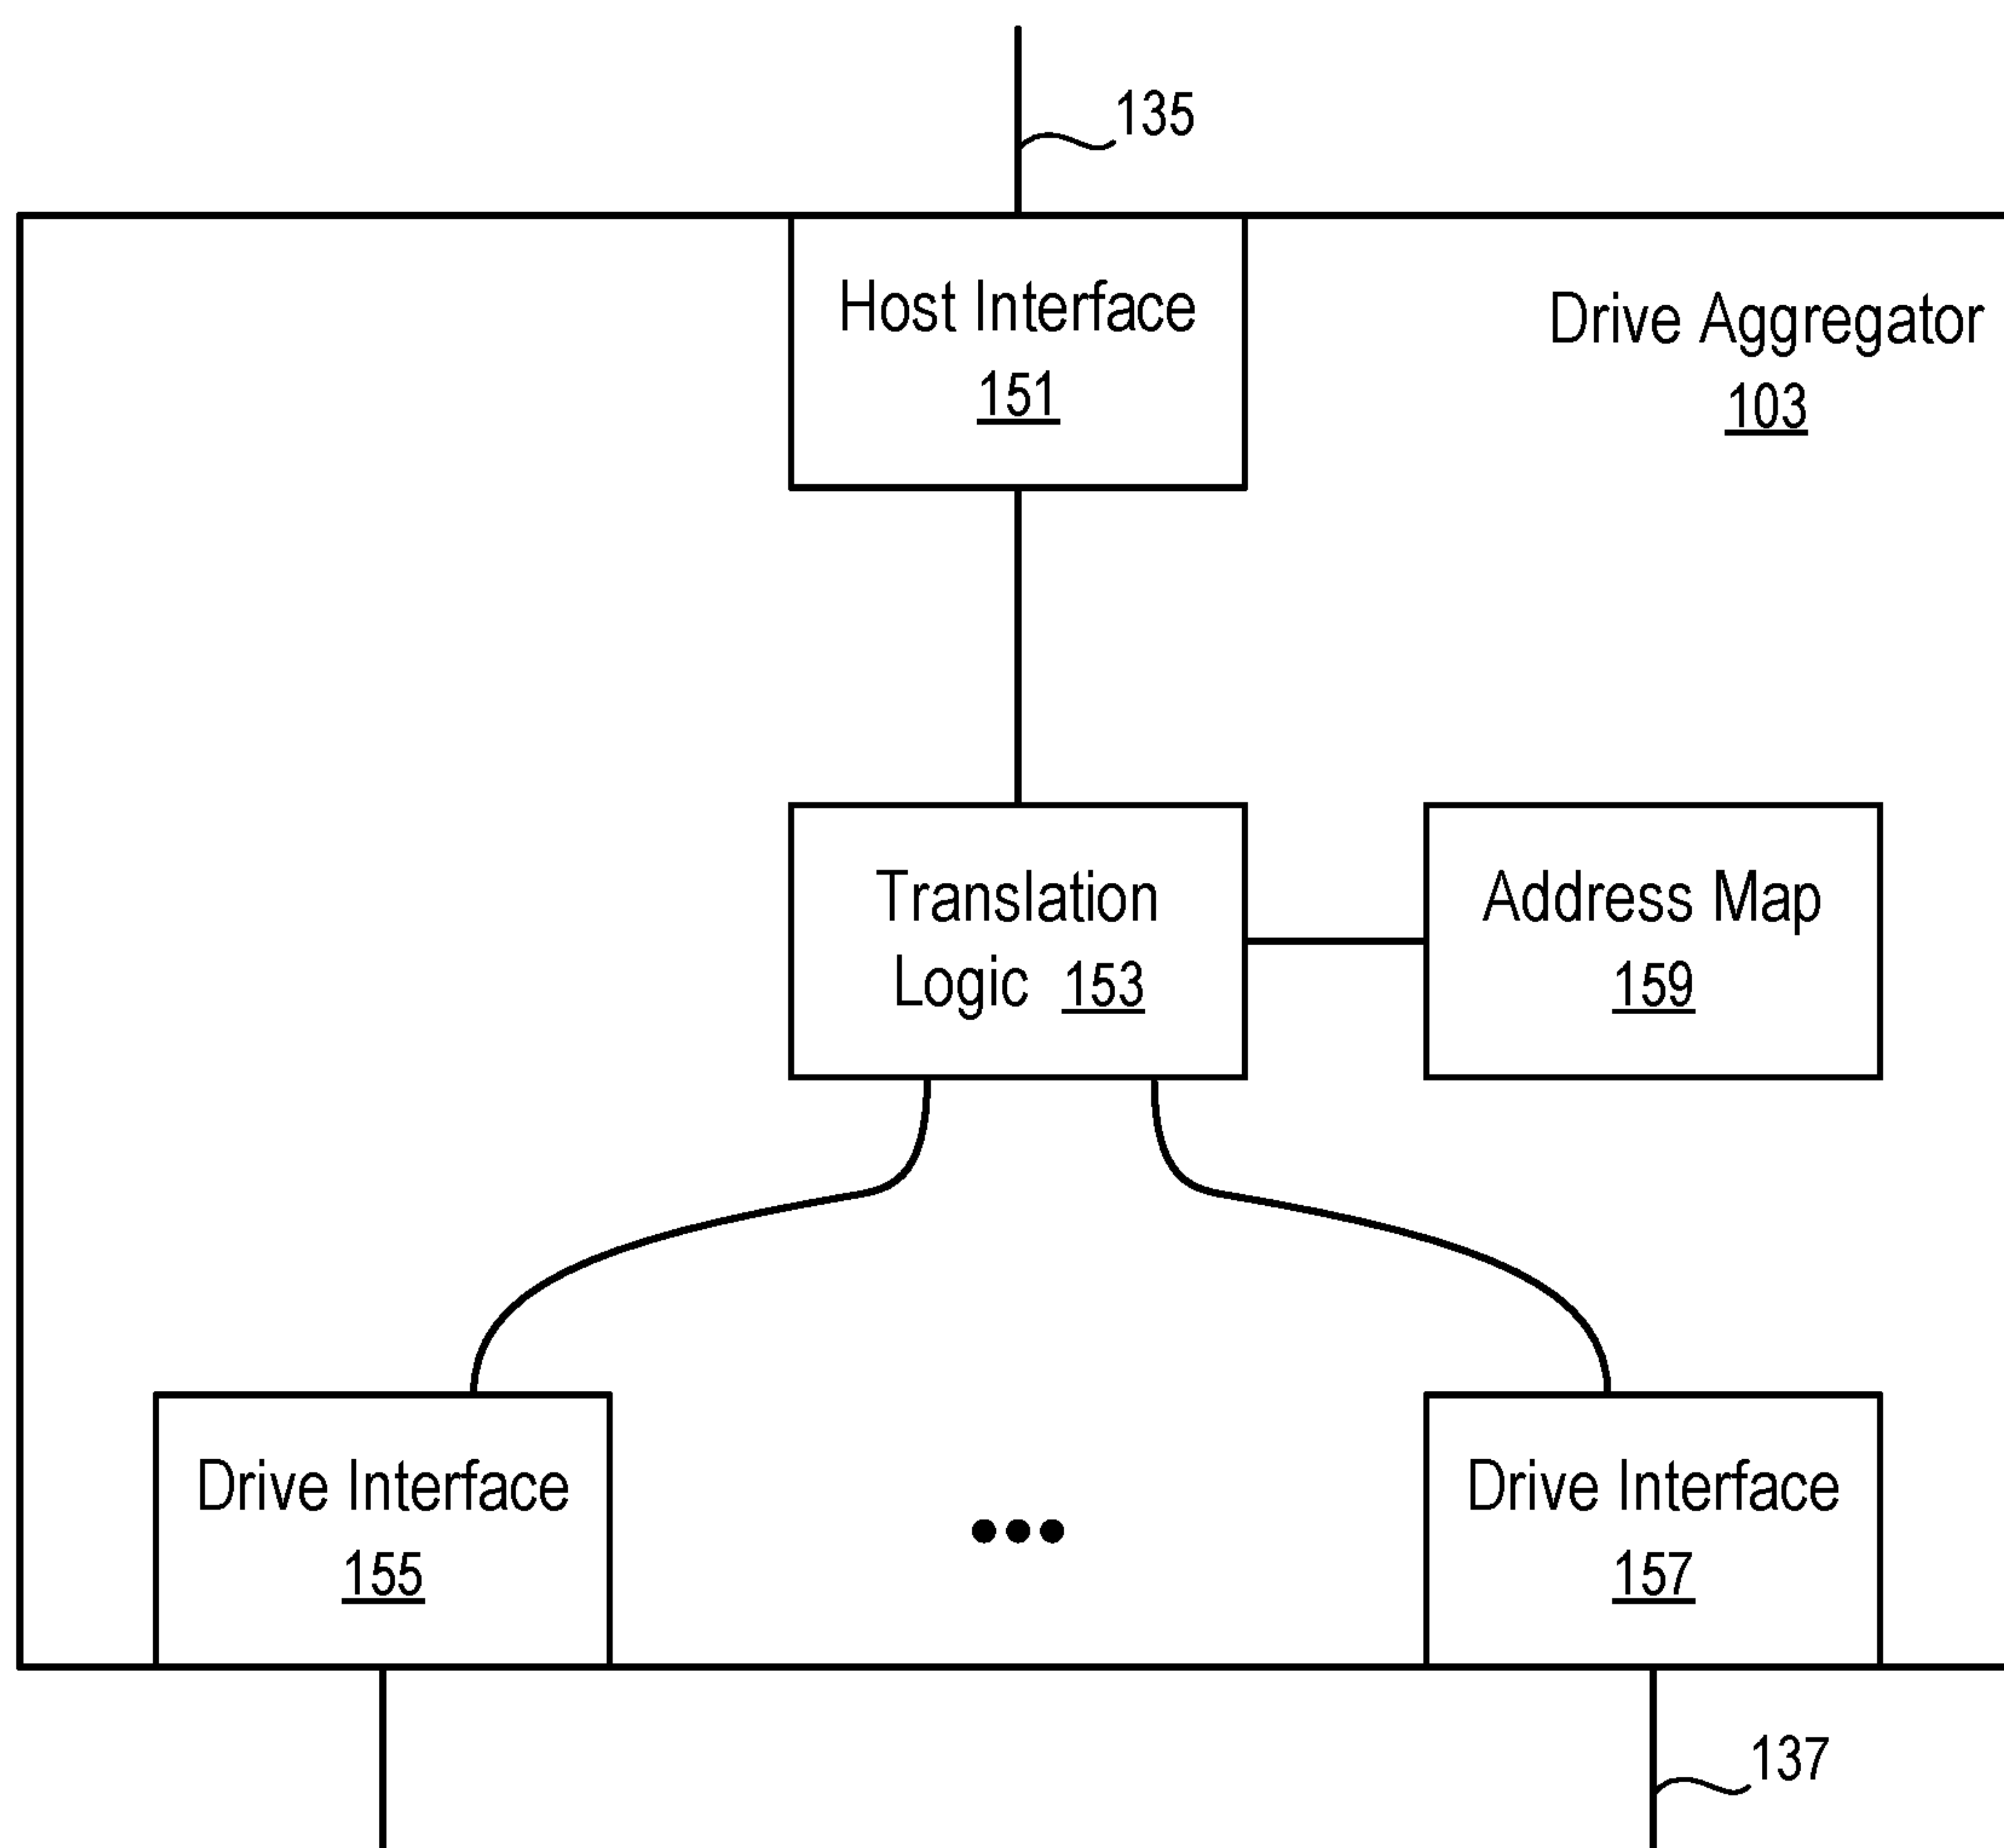 135
Host Interface
151
Drive Aggregator
103
Translation
Logic 153
Address Map
159
Drive Interface
155
Drive Interface
157
137